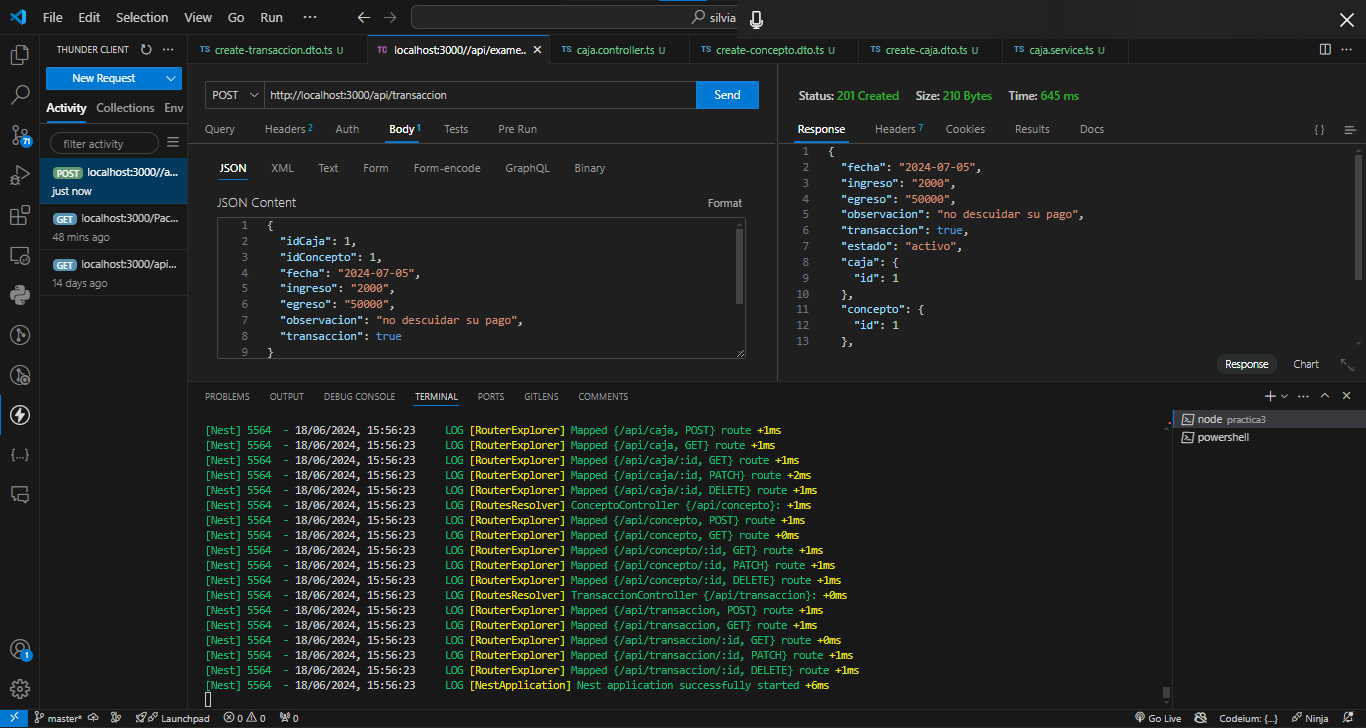 File Edit Selection View Go Run ··· silvia
THUNDER CLIENT ···
New Request
Activity Collections Env
filter activity
POST localhost:3000//a...
just now
GET localhost:3000/Pac...
48 mins ago
GET localhost:3000/api...
14 days ago
71
1
TS create-transaccion.dto.ts U
TC localhost:3000//api/exame..
TS caja.controller.ts U
TS create-concepto.dto.ts U
TS create-caja.dto.ts U
TS caja.service.ts U
POST http://localhost:3000/api/transaccion Send
Query Headers 2 Auth Body 1 Tests Pre Run
JSON XML Text Form Form-encode GraphQL Binary
JSON Content Format
1 {
2 "idCaja": 1,
3 "idConcepto": 1,
4 "fecha": "2024-07-05",
5 "ingreso": "2000",
6 "egreso": "50000",
7 "observacion": "no descuidar su pago",
8 "transaccion": true
9 }
Status: 201 Created Size: 210 Bytes Time: 645 ms
Response Headers 7 Cookies Results Docs { }
1 {
2 "fecha": "2024-07-05",
3 "ingreso": "2000",
4 "egreso": "50000",
5 "observacion": "no descuidar su pago",
6 "transaccion": true,
7 "estado": "activo",
8 "caja": {
9 "id": 1
10 },
11 "concepto": {
12 "id": 1
13 },
Response Chart
PROBLEMS OUTPUT DEBUG CONSOLE TERMINAL PORTS GITLENS COMMENTS
[Nest] 5564 - 18/06/2024, 15:56:23 LOG [RouterExplorer] Mapped {/api/caja, POST} route +1ms
[Nest] 5564 - 18/06/2024, 15:56:23 LOG [RouterExplorer] Mapped {/api/caja, GET} route +1ms
[Nest] 5564 - 18/06/2024, 15:56:23 LOG [RouterExplorer] Mapped {/api/caja/:id, GET} route +1ms
[Nest] 5564 - 18/06/2024, 15:56:23 LOG [RouterExplorer] Mapped {/api/caja/:id, PATCH} route +2ms
[Nest] 5564 - 18/06/2024, 15:56:23 LOG [RouterExplorer] Mapped {/api/caja/:id, DELETE} route +1ms
[Nest] 5564 - 18/06/2024, 15:56:23 LOG [RoutesResolver] ConceptoController {/api/concepto}: +1ms
[Nest] 5564 - 18/06/2024, 15:56:23 LOG [RouterExplorer] Mapped {/api/concepto, POST} route +1ms
[Nest] 5564 - 18/06/2024, 15:56:23 LOG [RouterExplorer] Mapped {/api/concepto, GET} route +0ms
[Nest] 5564 - 18/06/2024, 15:56:23 LOG [RouterExplorer] Mapped {/api/concepto/:id, GET} route +1ms
[Nest] 5564 - 18/06/2024, 15:56:23 LOG [RouterExplorer] Mapped {/api/concepto/:id, PATCH} route +1ms
[Nest] 5564 - 18/06/2024, 15:56:23 LOG [RouterExplorer] Mapped {/api/concepto/:id, DELETE} route +1ms
[Nest] 5564 - 18/06/2024, 15:56:23 LOG [RoutesResolver] TransaccionController {/api/transaccion}: +0ms
[Nest] 5564 - 18/06/2024, 15:56:23 LOG [RouterExplorer] Mapped {/api/transaccion, POST} route +1ms
[Nest] 5564 - 18/06/2024, 15:56:23 LOG [RouterExplorer] Mapped {/api/transaccion, GET} route +1ms
[Nest] 5564 - 18/06/2024, 15:56:23 LOG [RouterExplorer] Mapped {/api/transaccion/:id, GET} route +0ms
[Nest] 5564 - 18/06/2024, 15:56:23 LOG [RouterExplorer] Mapped {/api/transaccion/:id, PATCH} route +1ms
[Nest] 5564 - 18/06/2024, 15:56:23 LOG [RouterExplorer] Mapped {/api/transaccion/:id, DELETE} route +1ms
[Nest] 5564 - 18/06/2024, 15:56:23 LOG [NestApplication] Nest application successfully started +6ms
node practica3
powershell
master* Launchpad 0 0 0 Go Live Codeium: {...} Ninja